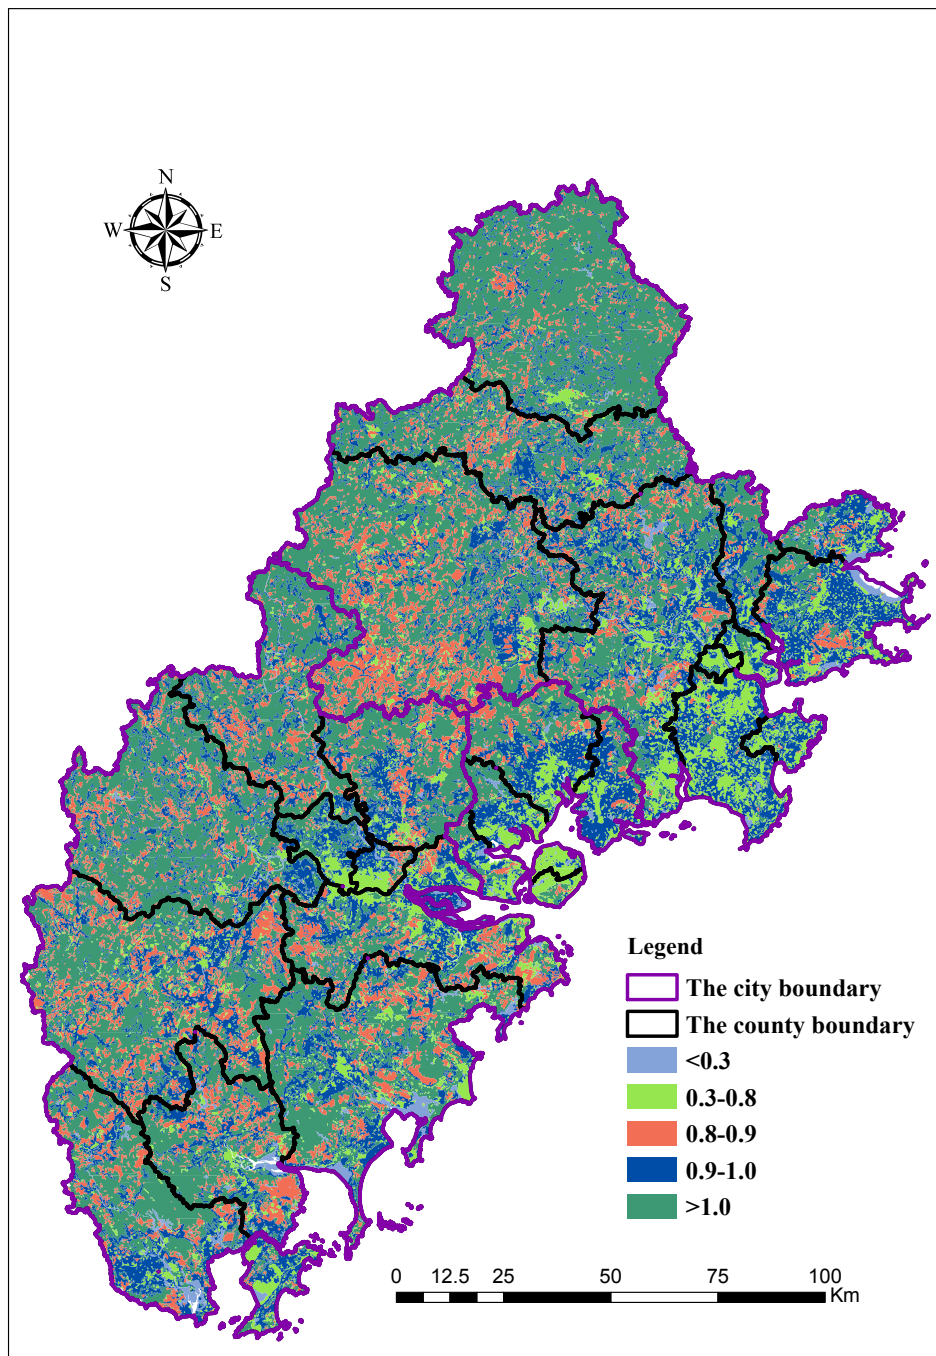 N
W E
S
Legend
The city boundary
The county boundary
<0.3
0.3-0.8
0.8-0.9
0.9-1.0
>1.0
0 12.5 25 50 75 100
Km